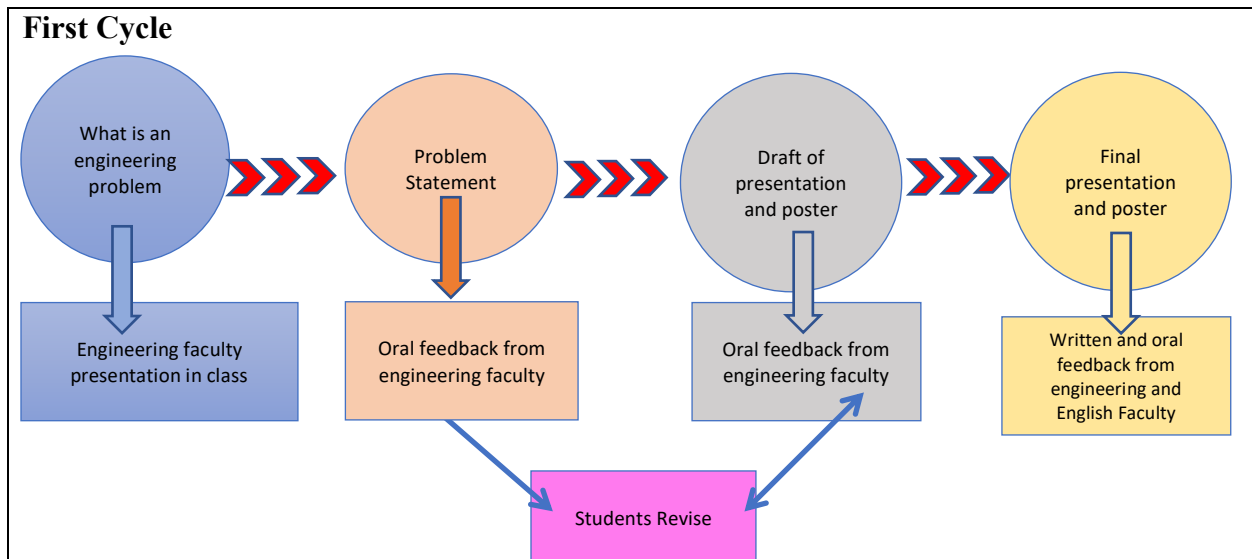 First Cycle
What is an
engineering
problem
Problem
Statement
Draft of
presentation
and poster
Final
presentation
and poster
Engineering faculty
presentation in class
Oral feedback from
engineering faculty
Oral feedback from
engineering faculty
Written and oral
feedback from
engineering and
English Faculty
Students Revise